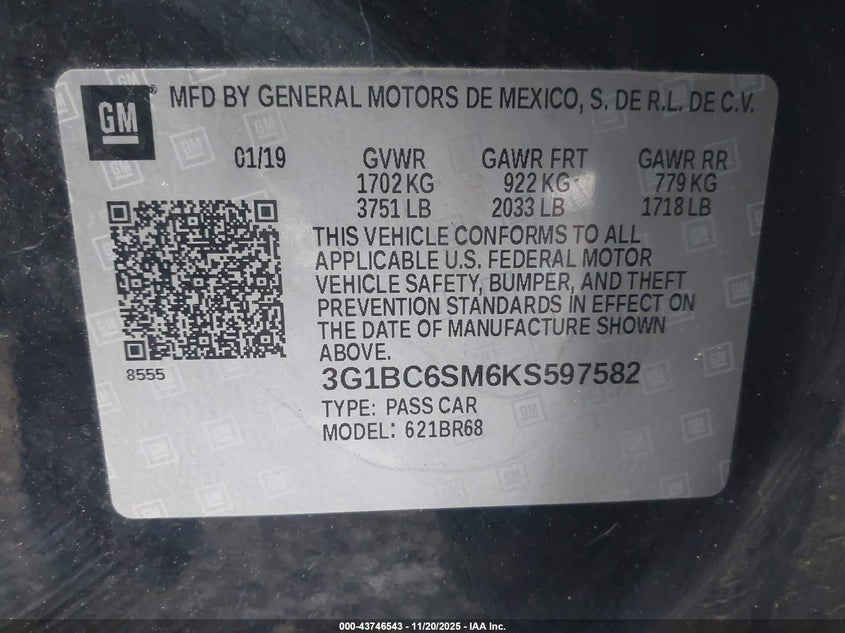 GM ® MFD BY GENERAL MOTORS DE MEXICO, S. DE R.L. DE C.V.
01/19 GVWR GAWR FRT GAWR RR
1702 KG 922 KG 779 KG
3751 LB 2033 LB 1718 LB
THIS VEHICLE CONFORMS TO ALL
APPLICABLE U.S. FEDERAL MOTOR
VEHICLE SAFETY, BUMPER, AND THEFT
PREVENTION STANDARDS IN EFFECT ON
THE DATE OF MANUFACTURE SHOWN
ABOVE.
8555
3G1BC6SM6KS597582
TYPE: PASS CAR
MODEL: 621BR68
000-43746543 - 11/20/2025 - IAA Inc.